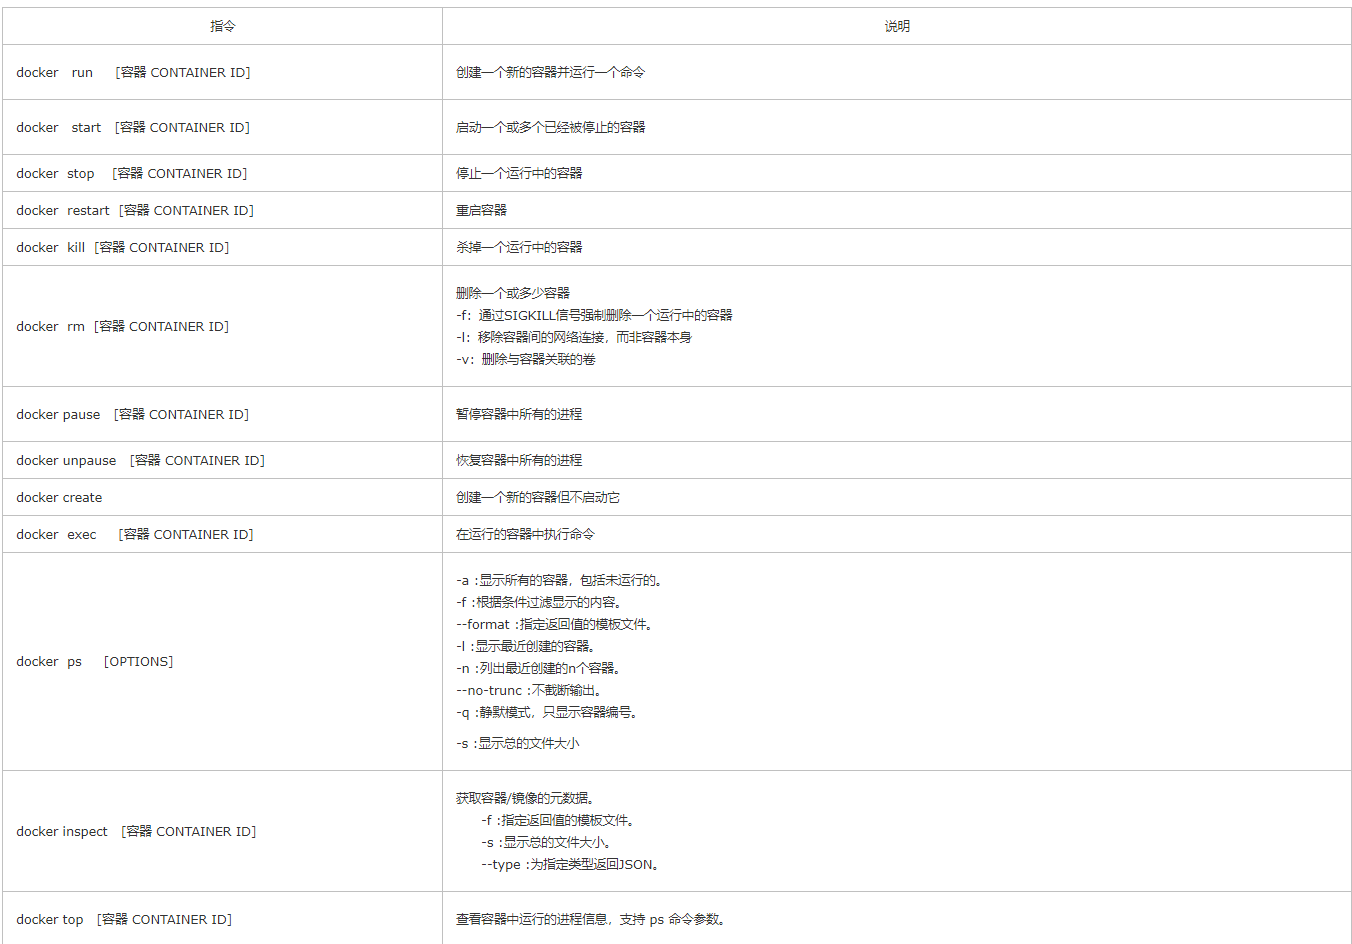 指令 说明
docker run [容器 CONTAINER ID] 创建一个新的容器并运行一个命令
docker start [容器 CONTAINER ID] 启动一个或多个已经被停止的容器
docker stop [容器 CONTAINER ID] 停止一个运行中的容器
docker restart [容器 CONTAINER ID] 重启容器
docker kill [容器 CONTAINER ID] 杀掉一个运行中的容器
docker rm [容器 CONTAINER ID]
删除一个或多少容器
-f: 通过SIGKILL信号强制删除一个运行中的容器
-l: 移除容器间的网络连接，而非容器本身
-v: 删除与容器关联的卷
docker pause [容器 CONTAINER ID] 暂停容器中所有的进程
docker unpause [容器 CONTAINER ID] 恢复容器中所有的进程
docker create 创建一个新的容器但不启动它
docker exec [容器 CONTAINER ID] 在运行的容器中执行命令
docker ps [OPTIONS]
-a :显示所有的容器，包括未运行的。
-f :根据条件过滤显示的内容。
--format :指定返回值的模板文件。
-l :显示最近创建的容器。
-n :列出最近创建的n个容器。
--no-trunc :不截断输出。
-q :静默模式，只显示容器编号。
-s :显示总的文件大小
docker inspect [容器 CONTAINER ID]
获取容器/镜像的元数据。
-f :指定返回值的模板文件。
-s :显示总的文件大小。
--type :为指定类型返回JSON。
docker top [容器 CONTAINER ID] 查看容器中运行的进程信息，支持 ps 命令参数。